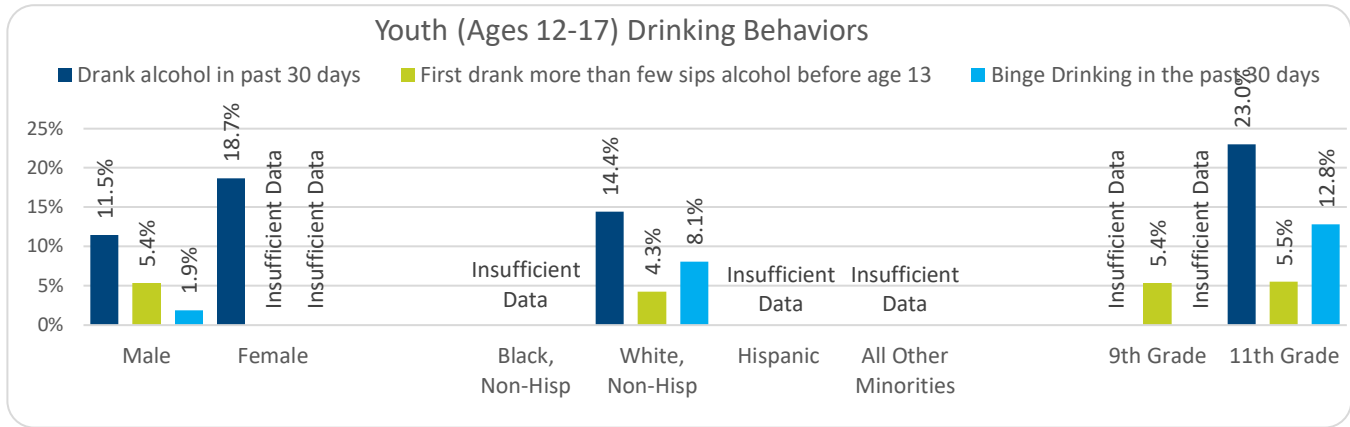 Youth (Ages 12-17) Drinking Behaviors
Drank alcohol in past 30 days
First drank more than few sips alcohol before age 13
Binge Drinking in the past 30 days
25%
20%
15%
10%
5%
0%
11.5%
5.4%
1.9%
18.7%
Insufficient Data
Insufficient Data
Insufficient
Data
14.4%
4.3%
8.1%
Insufficient
Data
Insufficient
Data
Insufficient Data
5.4%
Insufficient Data
23.0%
5.5%
12.8%
Male
Female
Black,
Non-Hisp
White,
Non-Hisp
Hispanic
All Other
Minorities
9th Grade
11th Grade